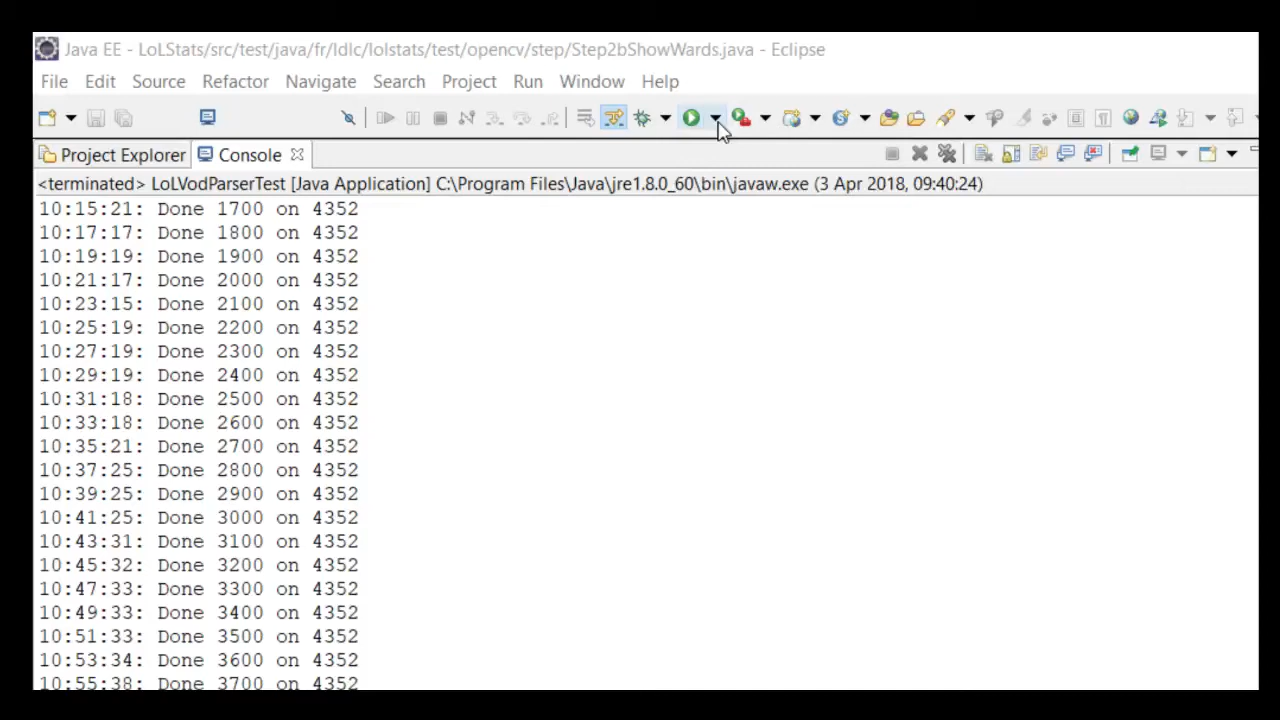 Java EE - LoLStats/src/test/java/fr/ldlc/lolstats/test/opencv/step/Step2bShowWards.java - Eclipse
File Edit Source Refactor Navigate Search Project Run Window Help
Project Explorer Console
<terminated> LoLVodParserTest [Java Application] C:\Program Files\Java\jre1.8.0_60\bin\javaw.exe (3 Apr 2018, 09:40:24)
10:15:21: Done 1700 on 4352
10:17:17: Done 1800 on 4352
10:19:19: Done 1900 on 4352
10:21:17: Done 2000 on 4352
10:23:15: Done 2100 on 4352
10:25:19: Done 2200 on 4352
10:27:19: Done 2300 on 4352
10:29:19: Done 2400 on 4352
10:31:18: Done 2500 on 4352
10:33:18: Done 2600 on 4352
10:35:21: Done 2700 on 4352
10:37:25: Done 2800 on 4352
10:39:25: Done 2900 on 4352
10:41:25: Done 3000 on 4352
10:43:31: Done 3100 on 4352
10:45:32: Done 3200 on 4352
10:47:33: Done 3300 on 4352
10:49:33: Done 3400 on 4352
10:51:33: Done 3500 on 4352
10:53:34: Done 3600 on 4352
10:55:38: Done 3700 on 4352